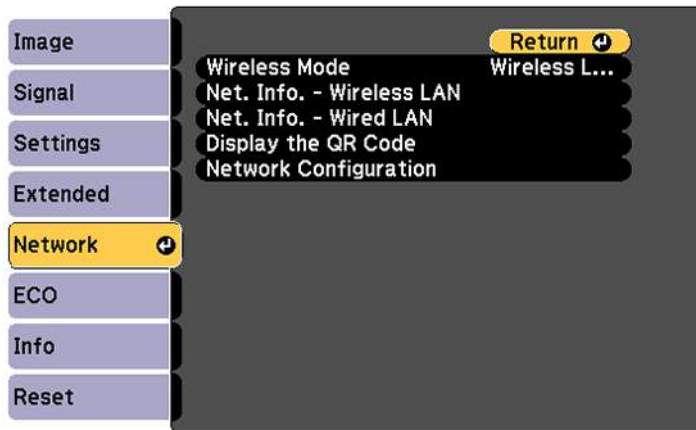 Image
Signal
Settings
Extended
Network
ECO
Info
Reset
Return
Wireless Mode Wireless L...
Net. Info. - Wireless LAN
Net. Info. - Wired LAN
Display the QR Code
Network Configuration